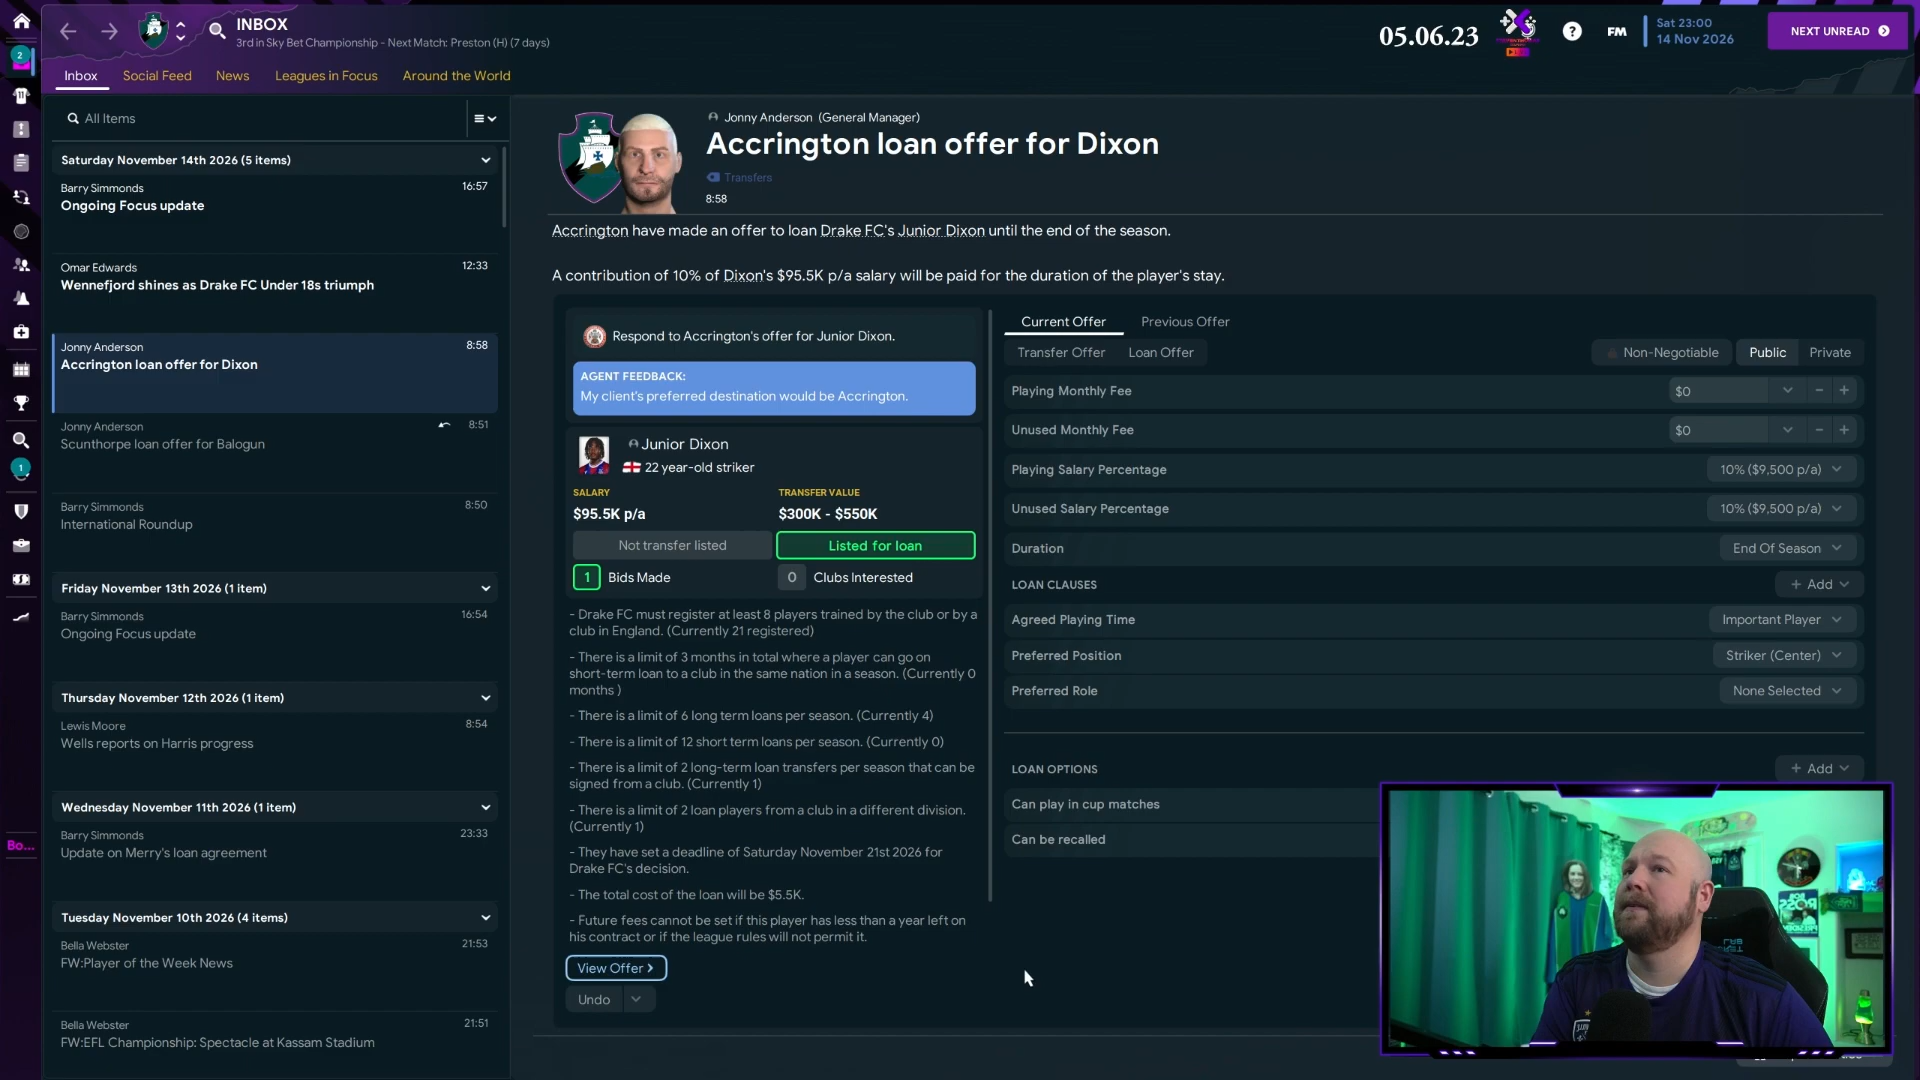 INBOX
3rd in Sky Bet Championship - Next Match: Preston (H) (7 days)
05.06.23
FM
Sat 23:00
14 Nov 2026
NEXT UNREAD
Inbox
Social Feed
News
Leagues in Focus
Around the World
2
1
Bo...
All Items
Saturday November 14th 2026 (5 items)
Barry Simmonds
16:57
Ongoing Focus update
Omar Edwards
12:33
Wennefjord shines as Drake FC Under 18s triumph
Jonny Anderson
8:58
Accrington loan offer for Dixon
Jonny Anderson
8:51
Scunthorpe loan offer for Balogun
Barry Simmonds
8:50
International Roundup
Friday November 13th 2026 (1 item)
Barry Simmonds
16:54
Ongoing Focus update
Thursday November 12th 2026 (1 item)
Lewis Moore
8:54
Wells reports on Harris progress
Wednesday November 11th 2026 (1 item)
Barry Simmonds
23:33
Update on Merry's loan agreement
Tuesday November 10th 2026 (4 items)
Bella Webster
21:53
FW:Player of the Week News
Bella Webster
21:51
FW:EFL Championship: Spectacle at Kassam Stadium
Jonny Anderson (General Manager)
Accrington loan offer for Dixon
Transfers
8:58
Accrington have made an offer to loan Drake FC's Junior Dixon until the end of the season.
A contribution of 10% of Dixon's $95.5K p/a salary will be paid for the duration of the player's stay.
Respond to Accrington's offer for Junior Dixon.
AGENT FEEDBACK:
My client's preferred destination would be Accrington.
Junior Dixon
22 year-old striker
SALARY
TRANSFER VALUE
$95.5K p/a
$300K - $550K
Not transfer listed
Listed for loan
1 Bids Made
0 Clubs Interested
- Drake FC must register at least 8 players trained by the club or by a
club in England. (Currently 21 registered)
- There is a limit of 3 months in total where a player can go on
short-term loan to a club in the same nation in a season. (Currently 0
months )
- There is a limit of 6 long term loans per season. (Currently 4)
- There is a limit of 12 short term loans per season. (Currently 0)
- There is a limit of 2 long-term loan transfers per season that can be
signed from a club. (Currently 1)
- There is a limit of 2 loan players from a club in a different division.
(Currently 1)
- They have set a deadline of Saturday November 21st 2026 for
Drake FC's decision.
- The total cost of the loan will be $5.5K.
- Future fees cannot be set if this player has less than a year left on
his contract or if the league rules will not permit it.
View Offer
Undo
Current Offer
Previous Offer
Transfer Offer
Loan Offer
Non-Negotiable
Public
Private
Playing Monthly Fee
$0
Unused Monthly Fee
$0
Playing Salary Percentage
10% ($9,500 p/a)
Unused Salary Percentage
10% ($9,500 p/a)
Duration
End Of Season
LOAN CLAUSES
+ Add
Agreed Playing Time
Important Player
Preferred Position
Striker (Center)
Preferred Role
None Selected
LOAN OPTIONS
+ Add
Can play in cup matches
Can be recalled